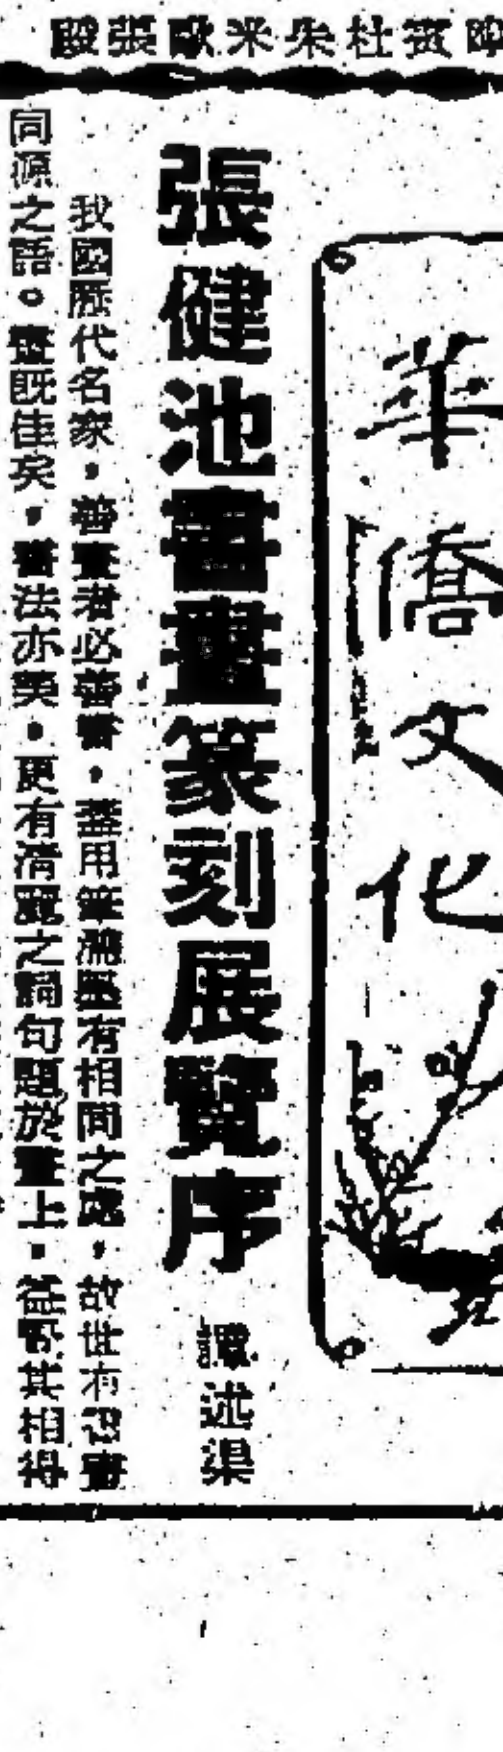 華僑文化
張健池書畫篆刻展覽序
述渠
我國歷代名家，善畫者必善書，蓋用筆濡墨有相同之處，故世有書畫
同源之語。畫既佳矣，書法亦美，更有清麗之詞句題於畫上，益見其相得